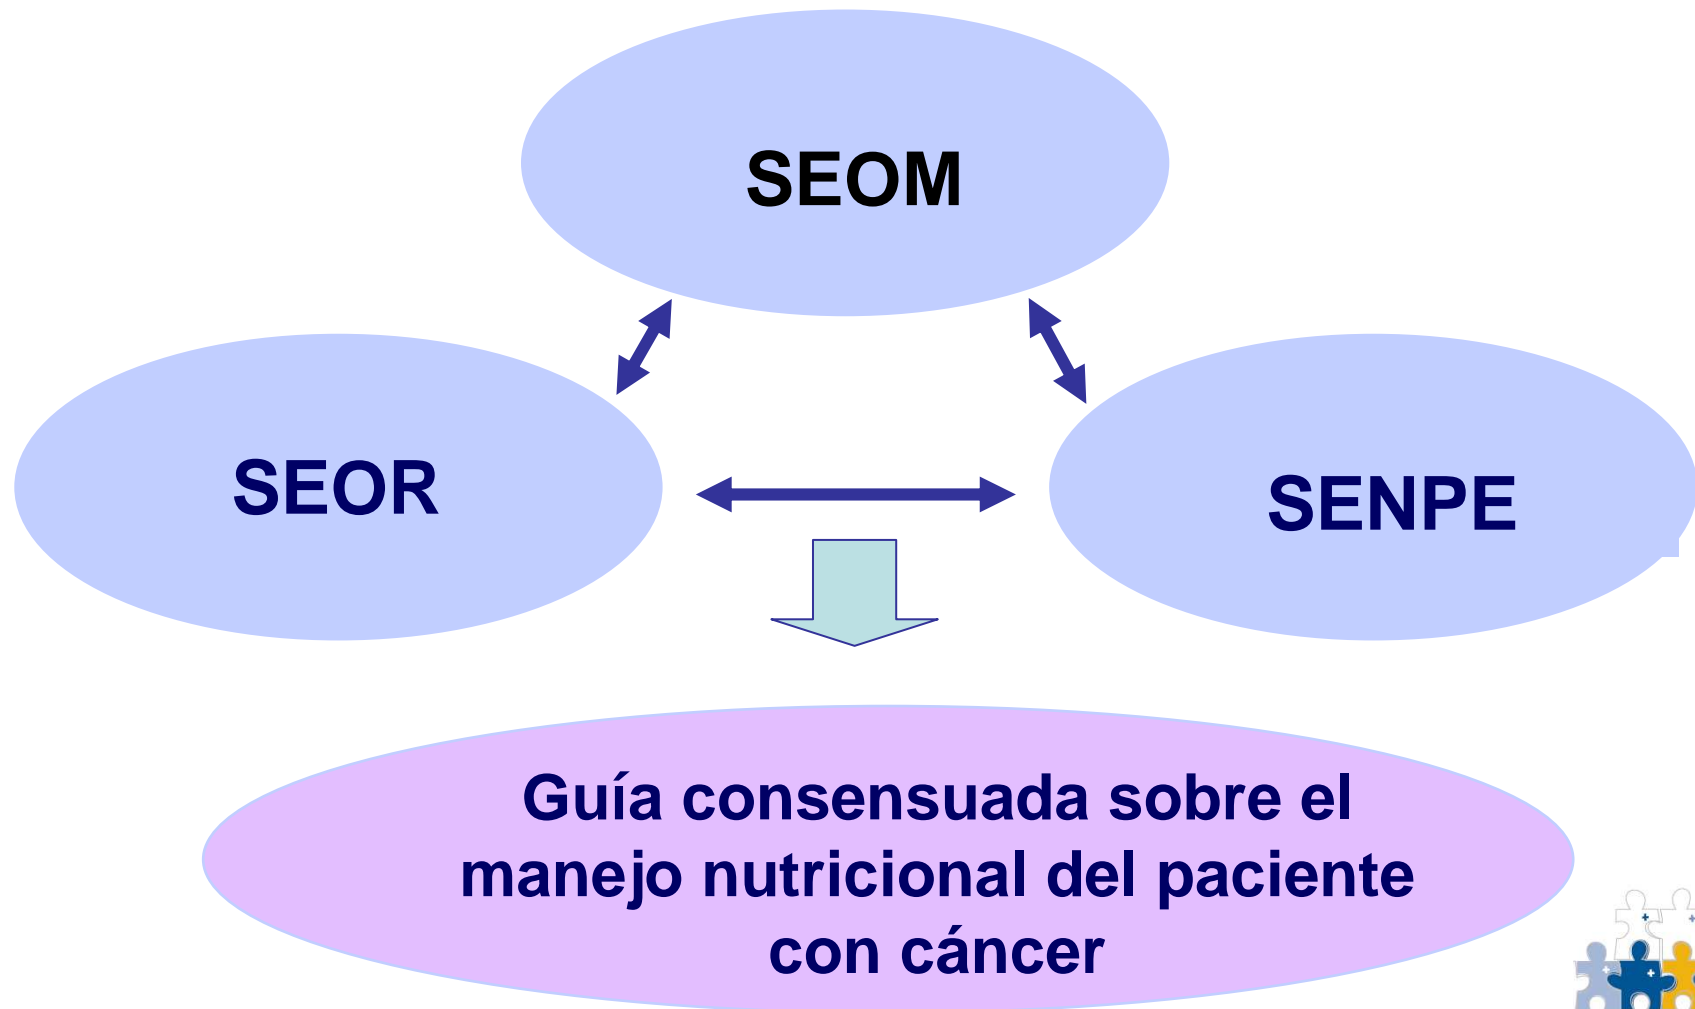 SEOM
SEOR
SENPE
Guía consensuada sobre el
manejo nutricional del paciente
con cáncer